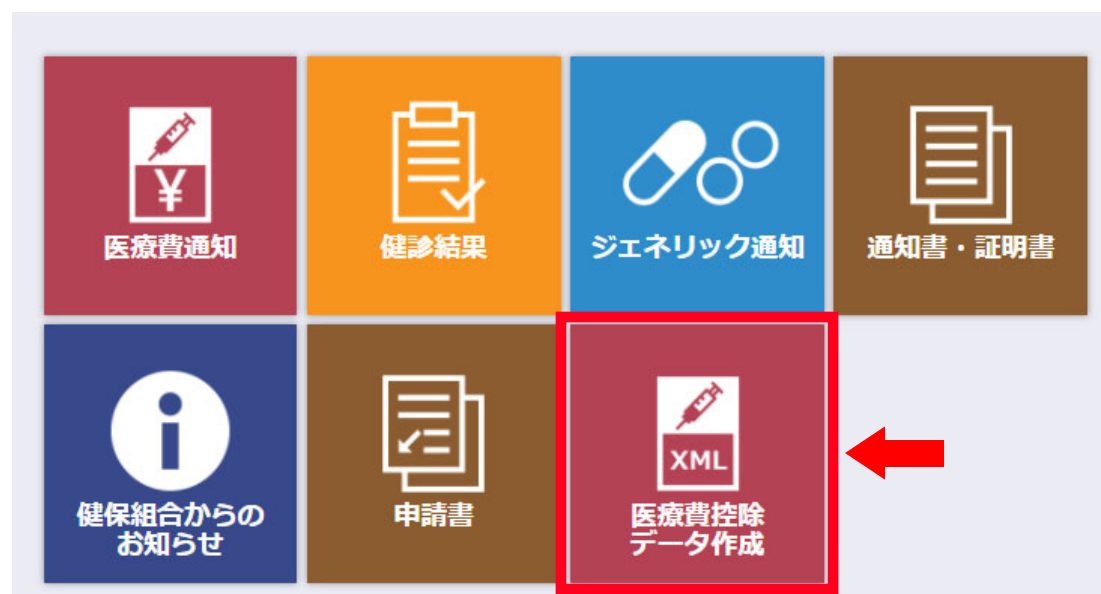 ¥
医療費通知
健診結果
ジェネリック通知
通知書・証明書
i
健保組合からの
お知らせ
申請書
XML
医療費控除
データ作成